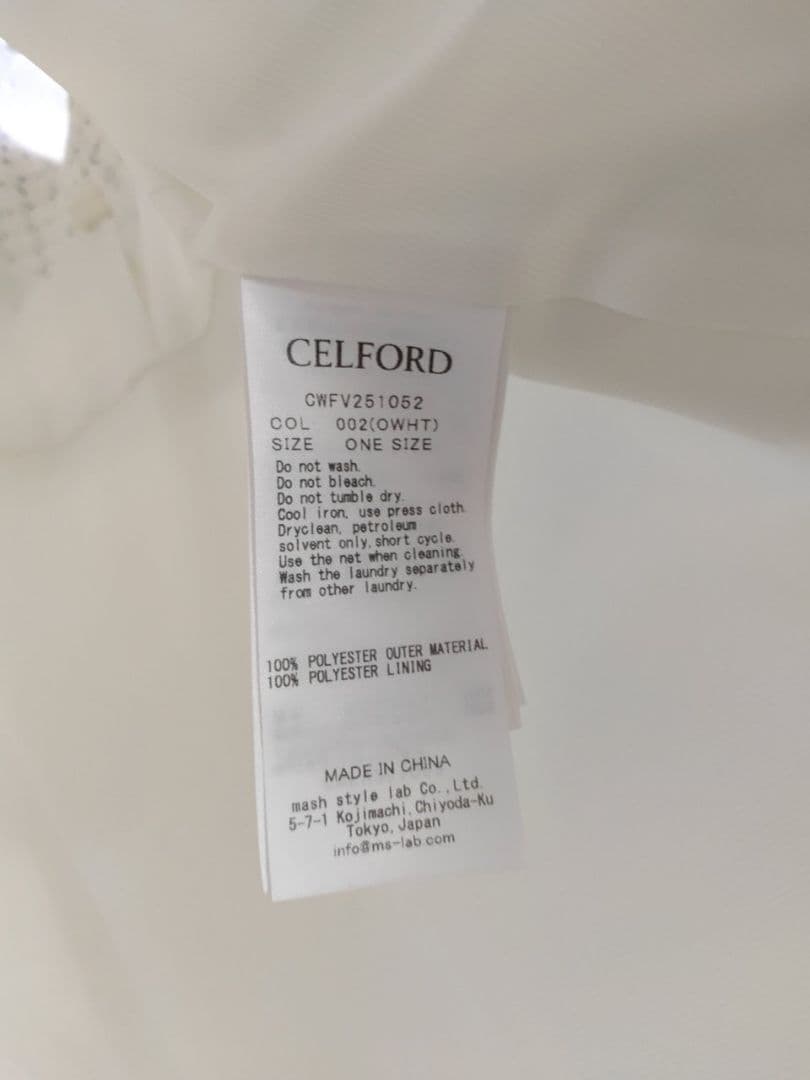 CELFORD
CWFV251052
COL 002(OWHT)
SIZE ONE SIZE
Do not wash.
Do not bleach.
Do not tumble dry.
Cool iron, use press cloth.
Dryclean, petroleum
solvent only, short cycle.
Use the net when cleaning.
Wash the laundry separately
from other laundry.
100% POLYESTER OUTER MATERIAL
100% POLYESTER LINING
MADE IN CHINA
mash style lab Co., Ltd.
5-7-1 Kojimachi, Chiyoda-Ku
Tokyo, Japan
info@ms-lab.com